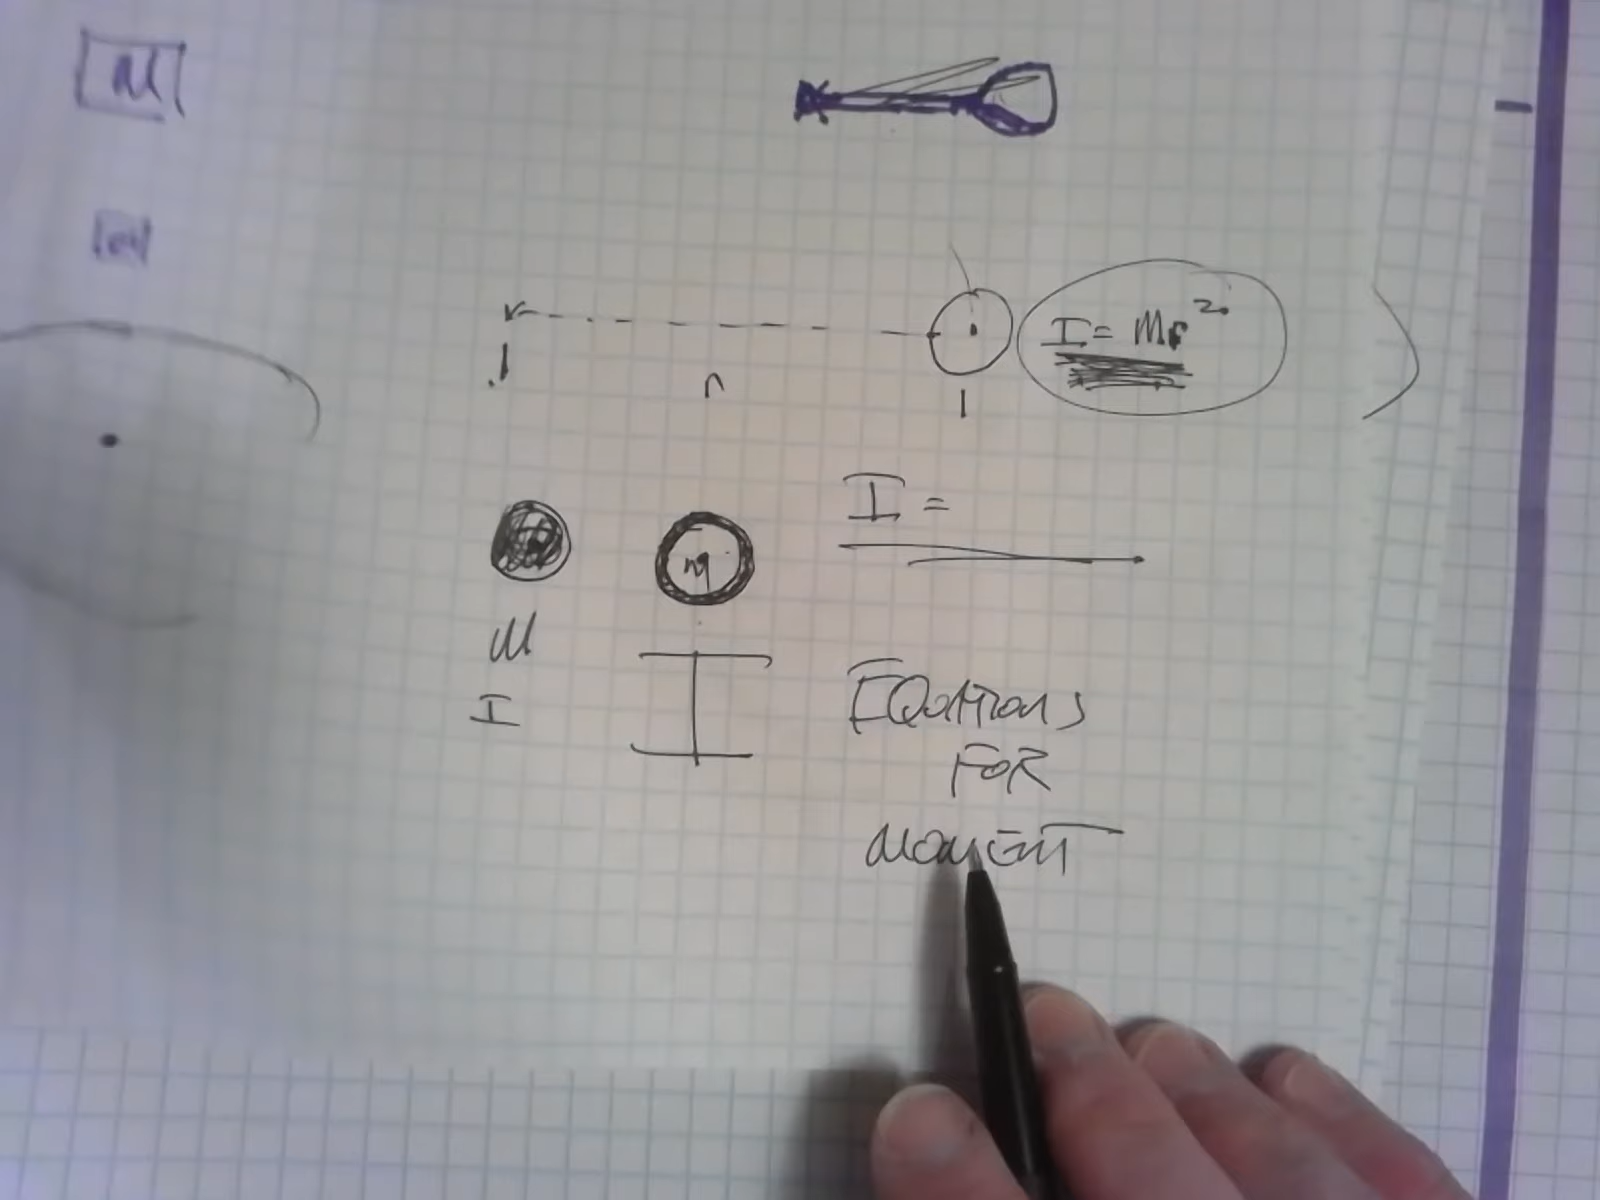 M
I = Mr²
r
I =
M
I
I
EQUATIONS
FOR
MOMENT